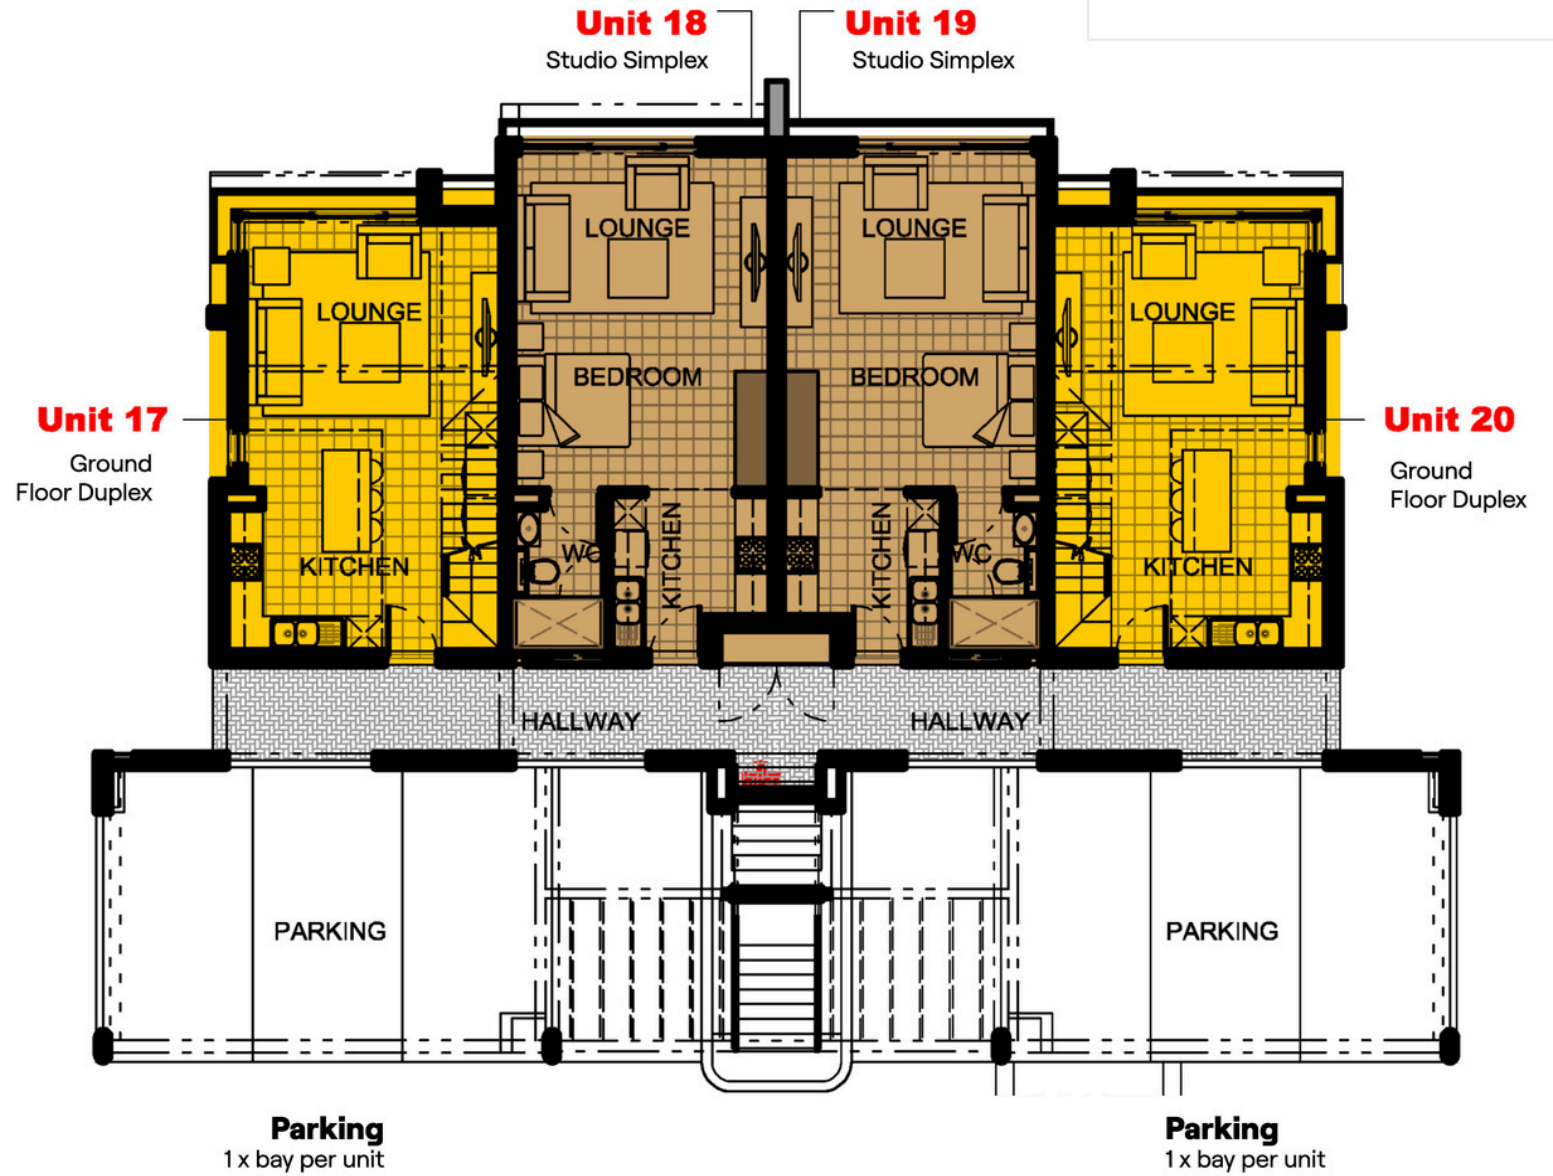 Unit 18
Studio Simplex
Unit 19
Studio Simplex
LOUNGE
LOUNGE
LOUNGE
LOUNGE
BEDROOM
BEDROOM
Unit 17
Ground
Floor Duplex
Unit 20
Ground
Floor Duplex
KITCHEN
WC
KITCHEN
KITCHEN
WC
KITCHEN
HALLWAY
HALLWAY
PARKING
PARKING
Parking
1 x bay per unit
Parking
1 x bay per unit